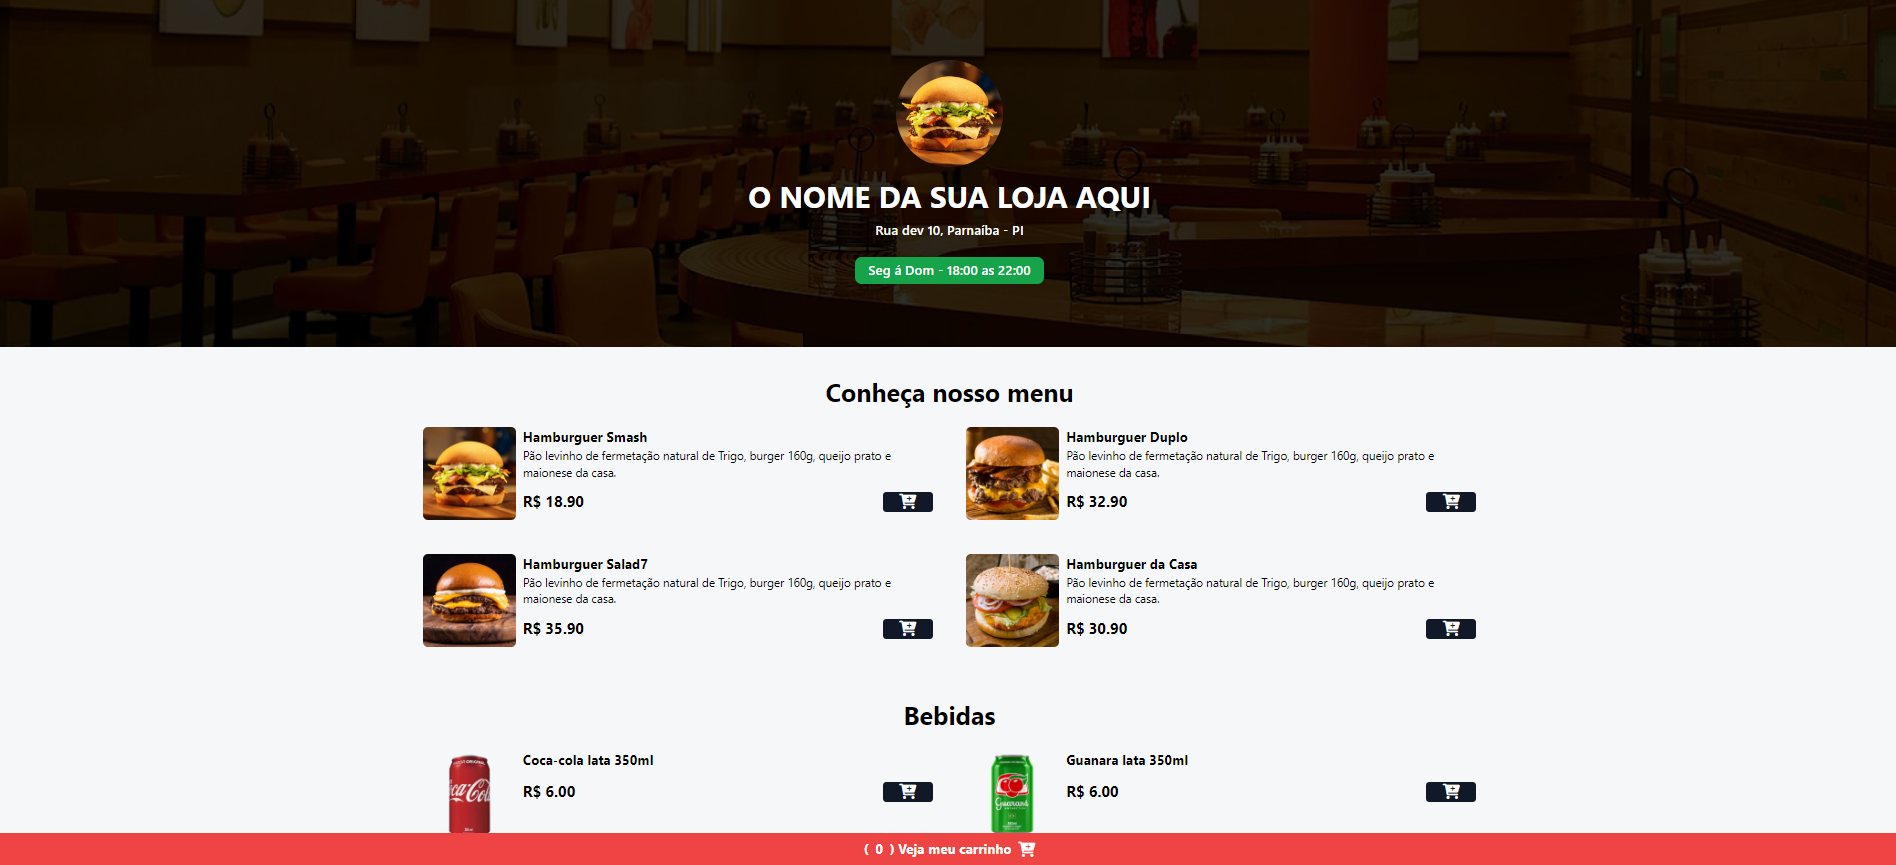 O NOME DA SUA LOJA AQUI
Rua dev 10, Parnaíba - PI
Seg á Dom - 18:00 as 22:00
Conheça nosso menu
Hamburguer Smash
Pão levinho de fermetação natural de Trigo, burger 160g, queijo prato e
maionese da casa.
R$ 18.90
Hamburguer Duplo
Pão levinho de fermetação natural de Trigo, burger 160g, queijo prato e
maionese da casa.
R$ 32.90
Hamburguer Salad7
Pão levinho de fermetação natural de Trigo, burger 160g, queijo prato e
maionese da casa.
R$ 35.90
Hamburguer da Casa
Pão levinho de fermetação natural de Trigo, burger 160g, queijo prato e
maionese da casa.
R$ 30.90
Bebidas
Coca-cola lata 350ml
R$ 6.00
Guanara lata 350ml
R$ 6.00
( 0 ) Veja meu carrinho